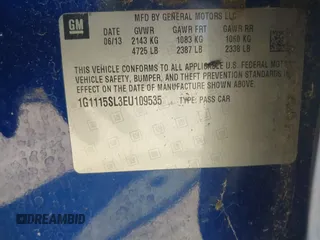 GM
MFD BY GENERAL MOTORS LLC
DATE GVWR GAWR FRT GAWR RR
06/13 2143 KG 1083 KG 1060 KG
4725 LB 2387 LB 2338 LB
THIS VEHICLE CONFORMS TO ALL APPLICABLE U.S. FEDERAL MOTOR
VEHICLE SAFETY, BUMPER, AND THEFT PREVENTION STANDARDS IN
EFFECT ON THE DATE OF MANUFACTURE SHOWN ABOVE.
1G1115SL3EU109535 TYPE: PASS CAR
DREAMBID